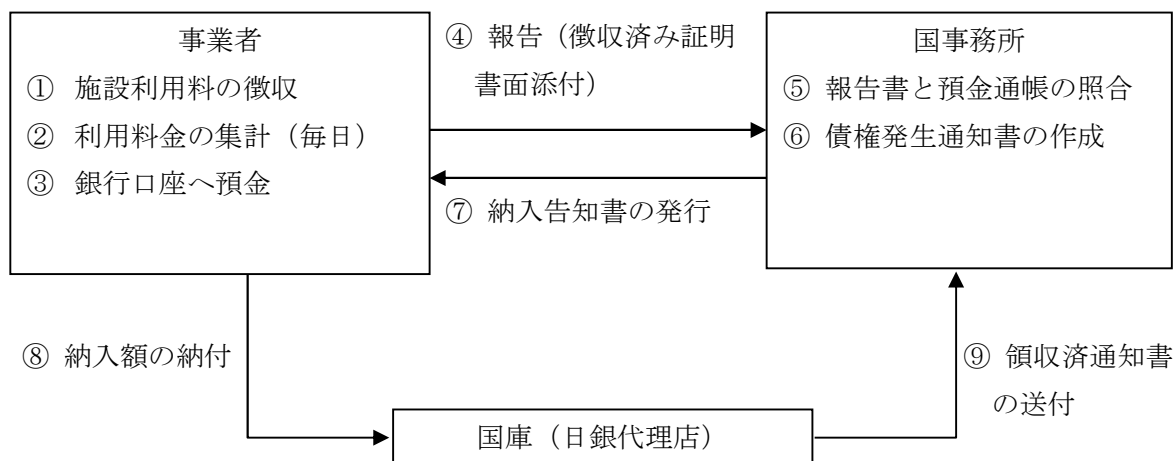 事業者
① 施設利用料の徴収
② 利用料金の集計（毎日）
③ 銀行口座へ預金
④ 報告（徴収済み証明
書面添付）
国事務所
⑤ 報告書と預金通帳の照合
⑥ 債権発生通知書の作成
⑦ 納入告知書の発行
⑧ 納入額の納付
⑨ 領収済通知書
の送付
国庫（日銀代理店）